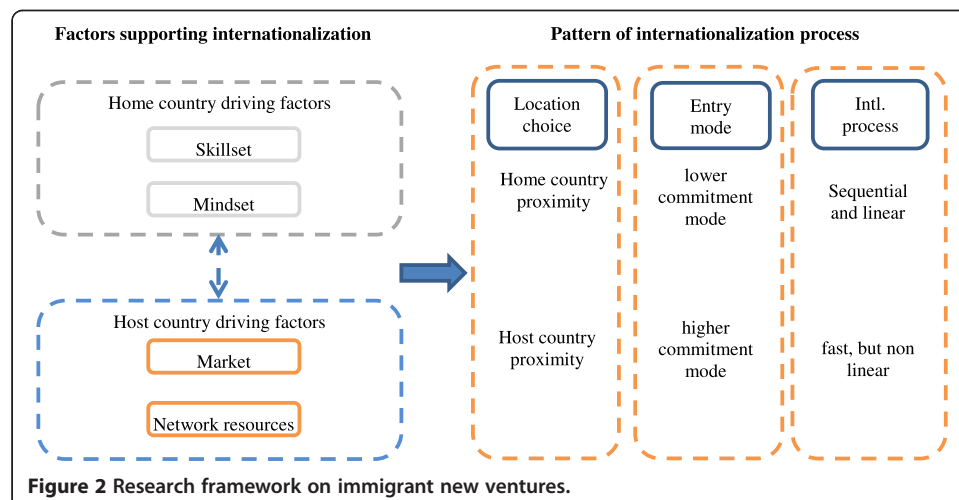 Factors supporting internationalization
Home country driving factors
Skillset
Mindset
Host country driving factors
Market
Network resources
Pattern of internationalization process
Location
choice
Home country
proximity
Host country
proximity
Entry
mode
lower
commitment
mode
higher
commitment
mode
Intl.
process
Sequential
and linear
fast, but non
linear
Figure 2 Research framework on immigrant new ventures.